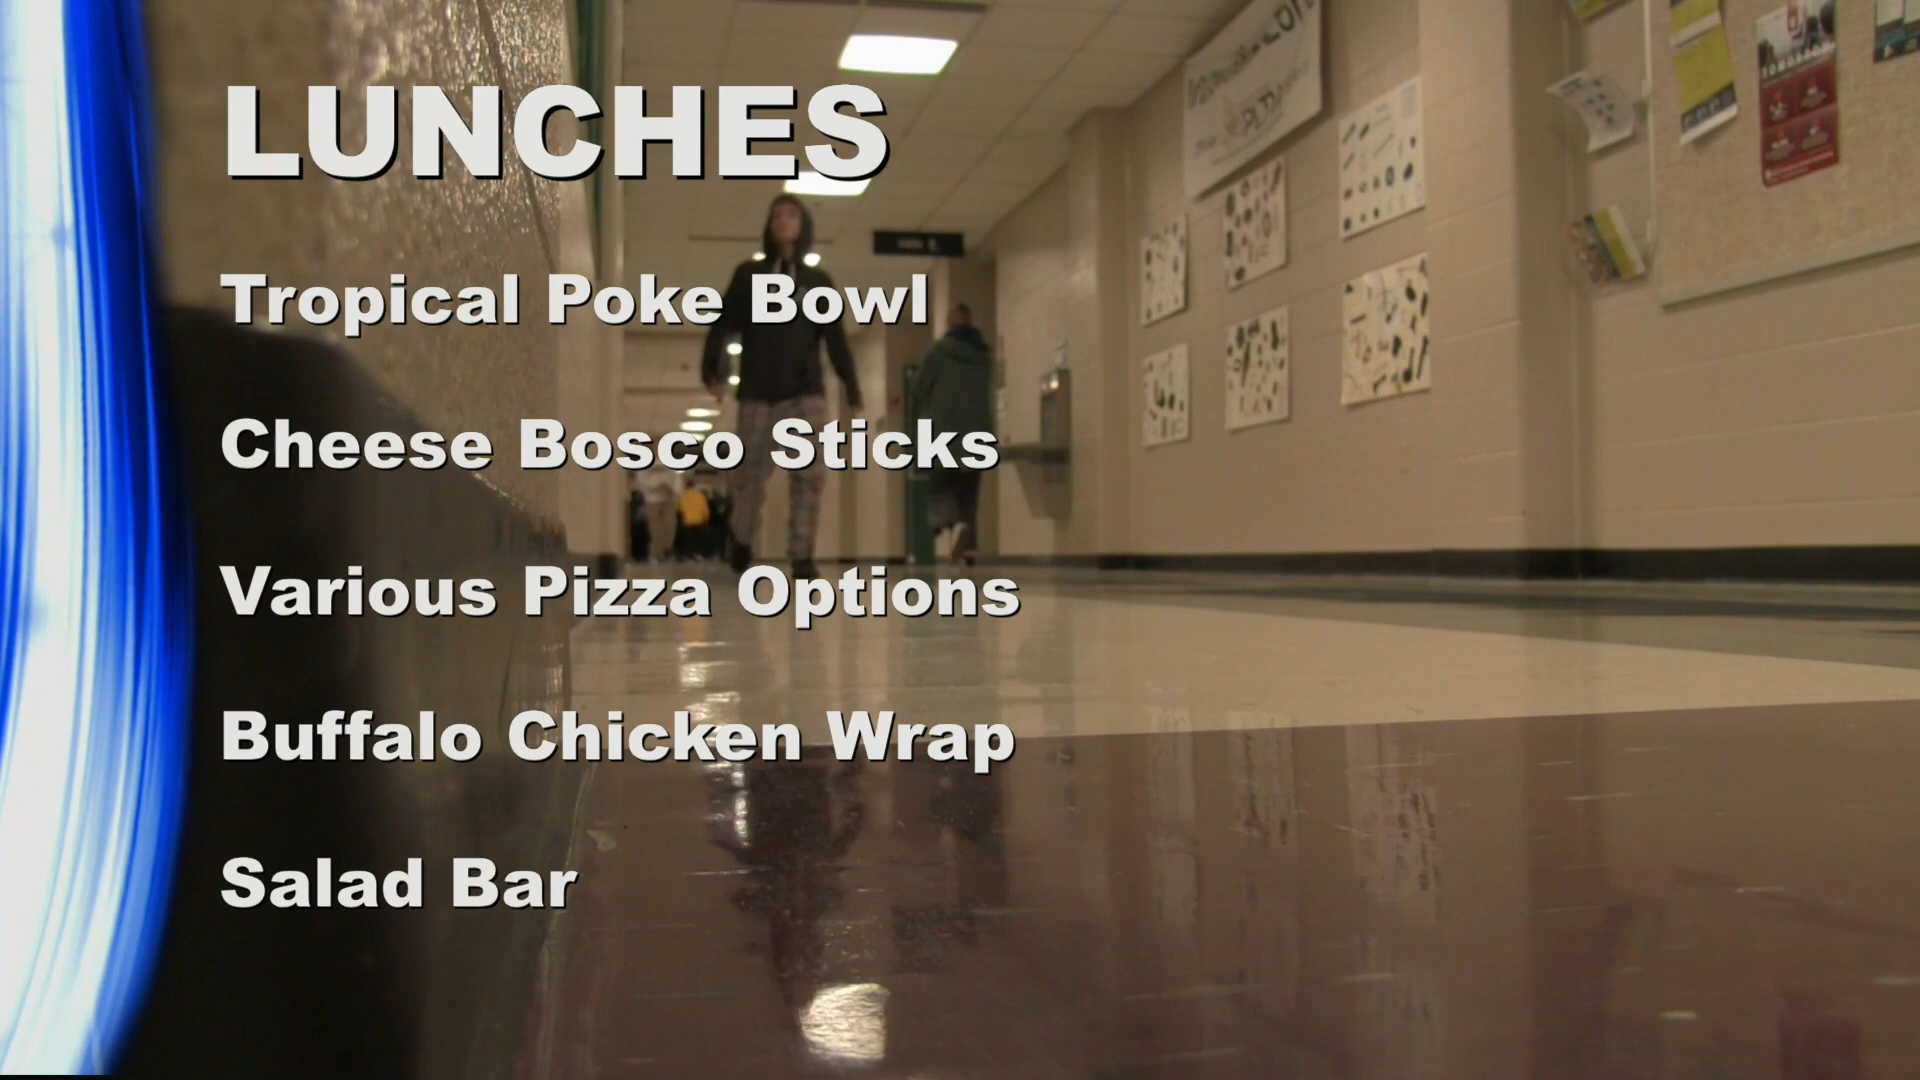 LUNCHES
Tropical Poke Bowl
Cheese Bosco Sticks
Various Pizza Options
Buffalo Chicken Wrap
Salad Bar